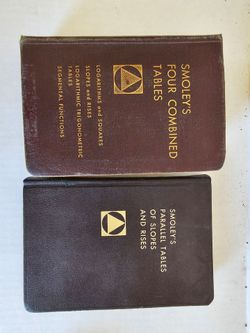 SMOLEY'S
FOUR COMBINED
TABLES
LOGARITHMS and SQUARES
SLOPES and RISES
LOGARITHMIC TRIGONOMETRIC
TABLES
SEGMENTAL FUNCTIONS
SMOLEY'S
PARALLEL TABLES
OF SLOPES
AND RISES